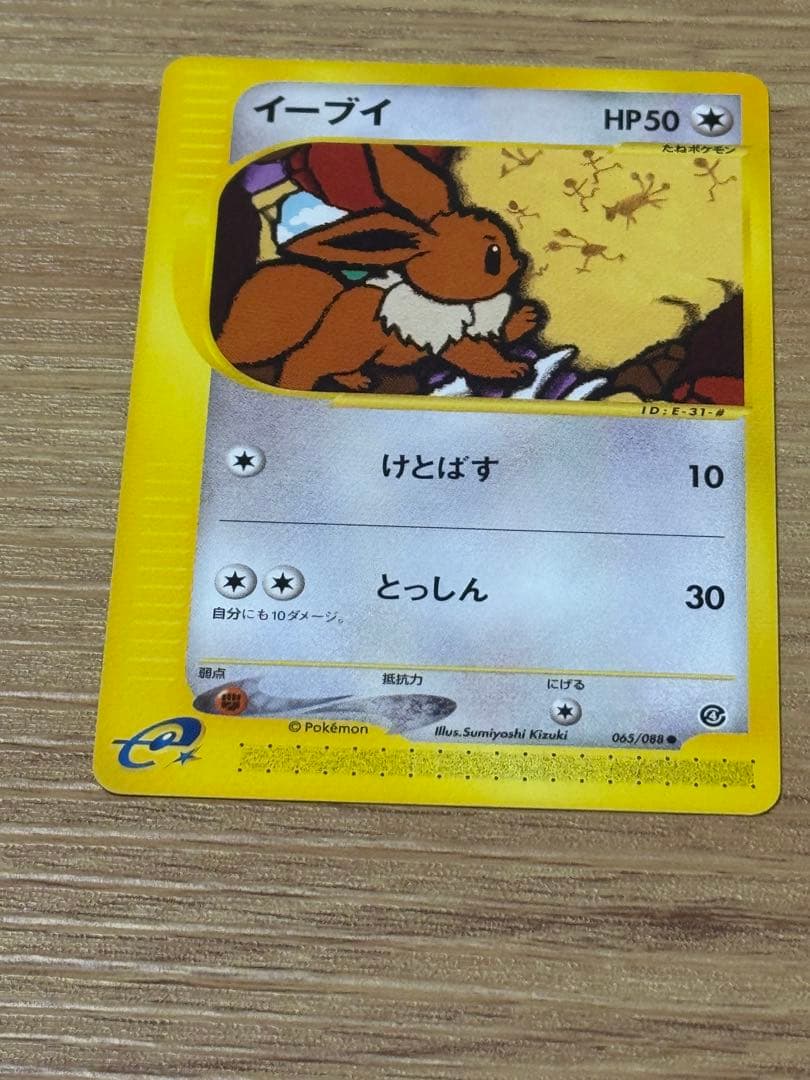 イーブイ HP50
たねポケモン
ID:E-31-#
けとばす 10
とっしん 30
自分にも10ダメージ。
弱点 抵抗力 にげる
©Pokémon Illus.Sumiyoshi Kizuki 065/088●
e